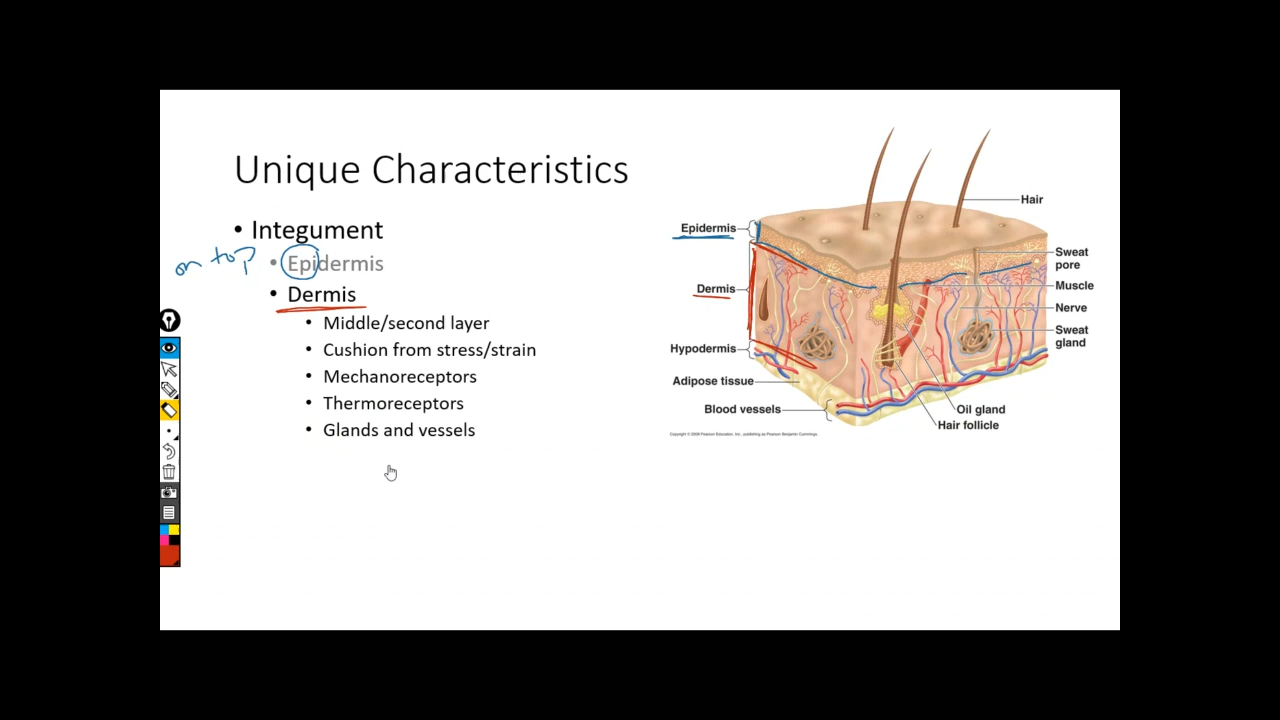 Unique Characteristics
• Integument
on top
• Epidermis
• Dermis
• Middle/second layer
• Cushion from stress/strain
• Mechanoreceptors
• Thermoreceptors
• Glands and vessels
Hair
Epidermis
Sweat pore
Dermis
Muscle
Nerve
Sweat gland
Hypodermis
Adipose tissue
Blood vessels
Oil gland
Hair follicle
Copyright © 2008 Pearson Education, Inc., publishing as Pearson Benjamin Cummings.